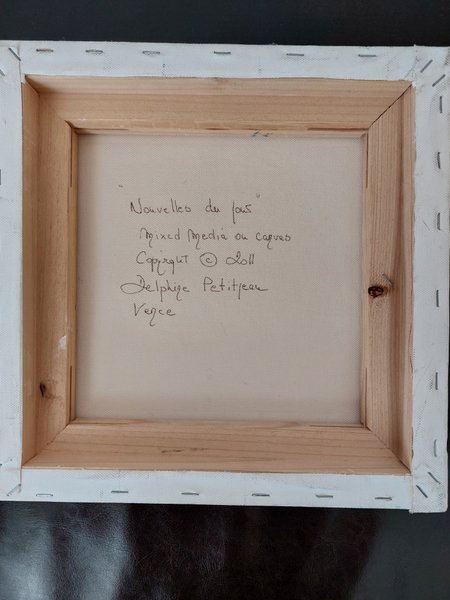 "Nouvelles du jour"
Mixed Media on canvas
Copyright © 2011
Delphine Petitjean
Vence